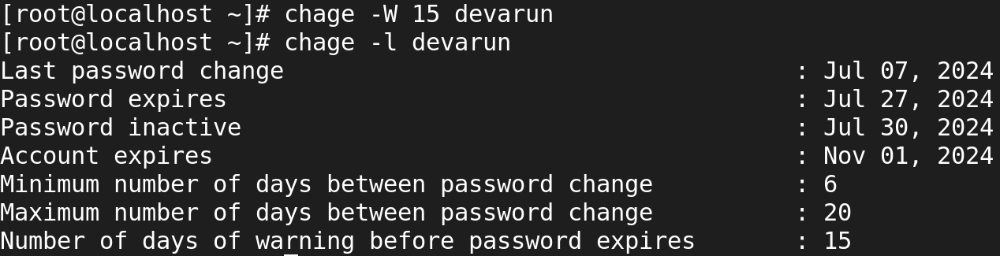 [root@localhost ~]# chage -W 15 devarun
[root@localhost ~]# chage -l devarun
Last password change : Jul 07, 2024
Password expires : Jul 27, 2024
Password inactive : Jul 30, 2024
Account expires : Nov 01, 2024
Minimum number of days between password change : 6
Maximum number of days between password change : 20
Number of days of warning before password expires : 15